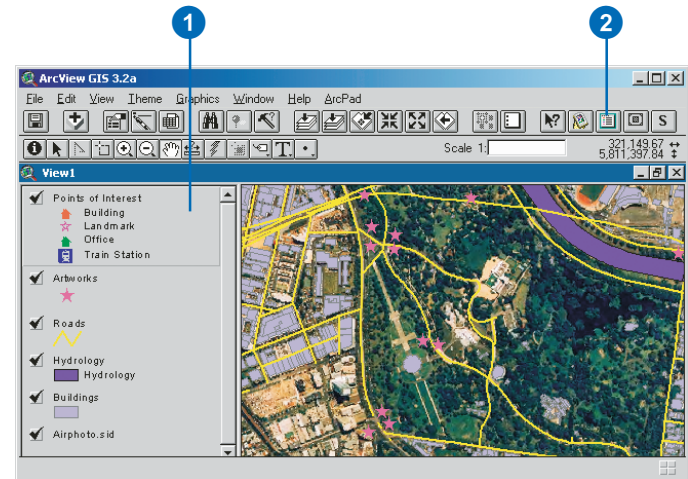 1 2
ArcView GIS 3.2a
File Edit View Theme Graphics Window Help ArcPad
S
T
Scale 1:
321,149.67
5,811,397.84
View1
Points of Interest
Building
Landmark
Office
Train Station
Artworks
Roads
Hydrology
Hydrology
Buildings
Airphoto.sid